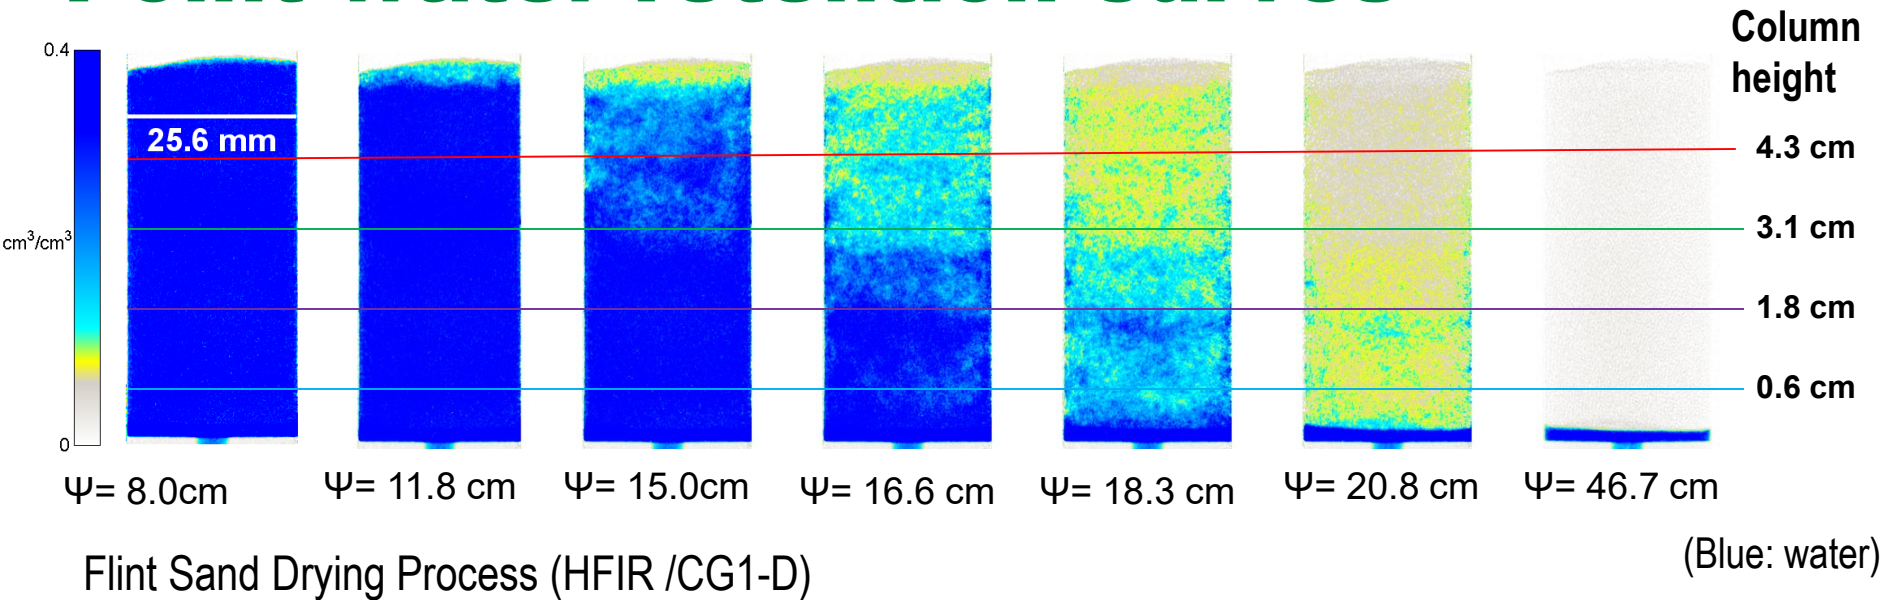 Column
height
0.4
25.6 mm
4.3 cm
cm³/cm³
3.1 cm
1.8 cm
0.6 cm
0
Ψ= 8.0cm
Ψ= 11.8 cm
Ψ= 15.0cm
Ψ= 16.6 cm
Ψ= 18.3 cm
Ψ= 20.8 cm
Ψ= 46.7 cm
(Blue: water)
Flint Sand Drying Process (HFIR /CG1-D)